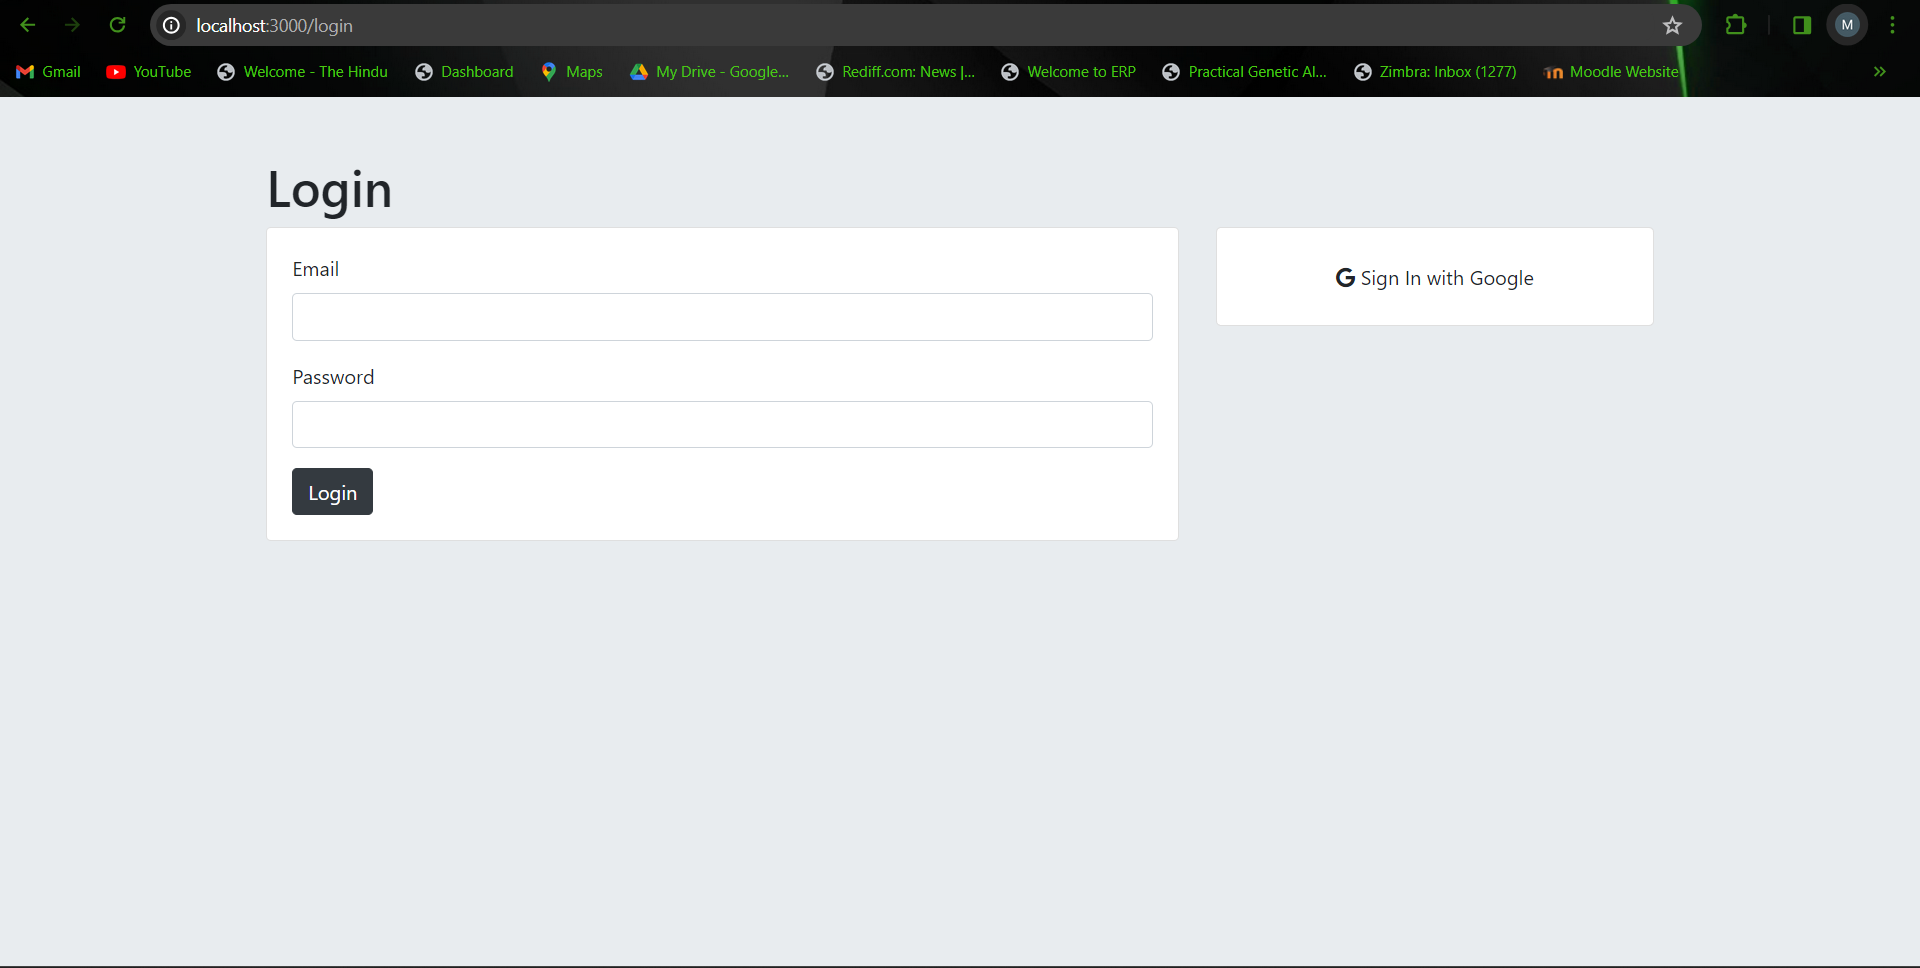 localhost:3000/login
M
Gmail YouTube Welcome - The Hindu Dashboard Maps My Drive - Google... Rediff.com: News |... Welcome to ERP Practical Genetic Al... Zimbra: Inbox (1277) Moodle Website
Login
Email
Password
Login
G Sign In with Google